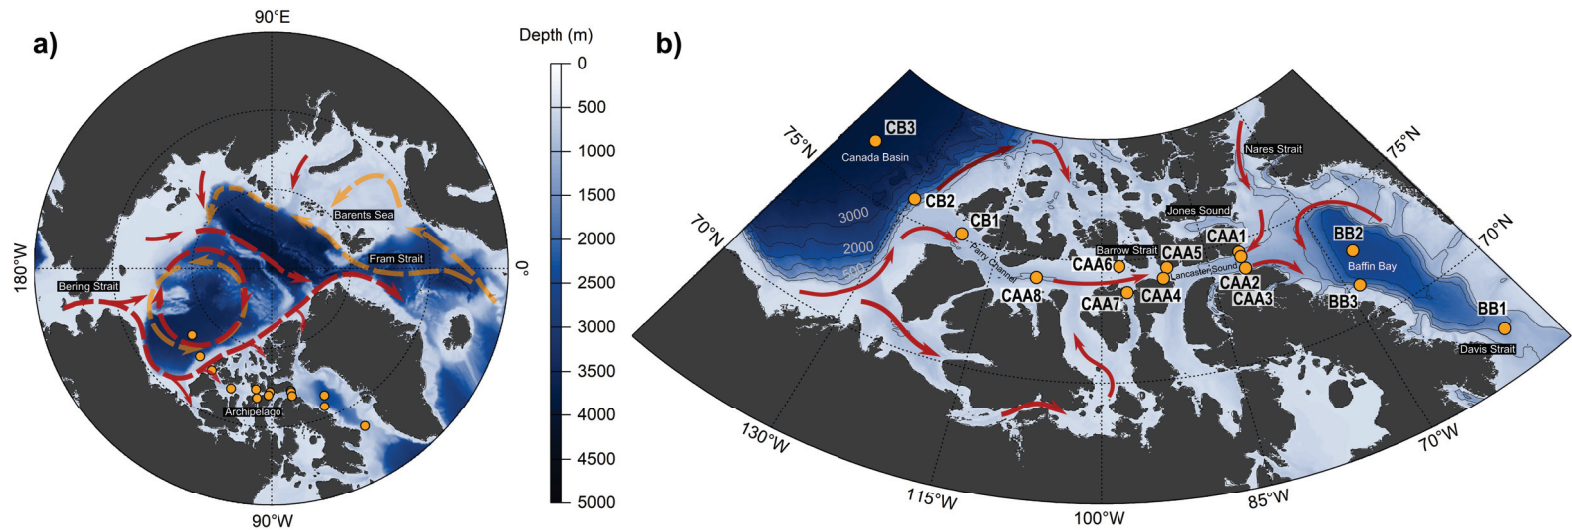 a)
90°E
Depth (m)
0
500
1000
1500
2000
2500
3000
3500
4000
4500
5000
Barents Sea
Fram Strait
180°W
0°
Bering Strait
Archipelago
90°W
b)
75°N
70°N
CB3
Canada Basin
CB2
CB1
3000
2000
500
Parry Channel
Nares Strait
Jones Sound
75°N
CAA1
Barrow Strait
CAA5
CAA6
Lancaster Sound
CAA8
CAA7
CAA4
CAA2
CAA3
BB2
Baffin Bay
BB3
BB1
Davis Strait
70°N
130°W
115°W
100°W
85°W
70°W